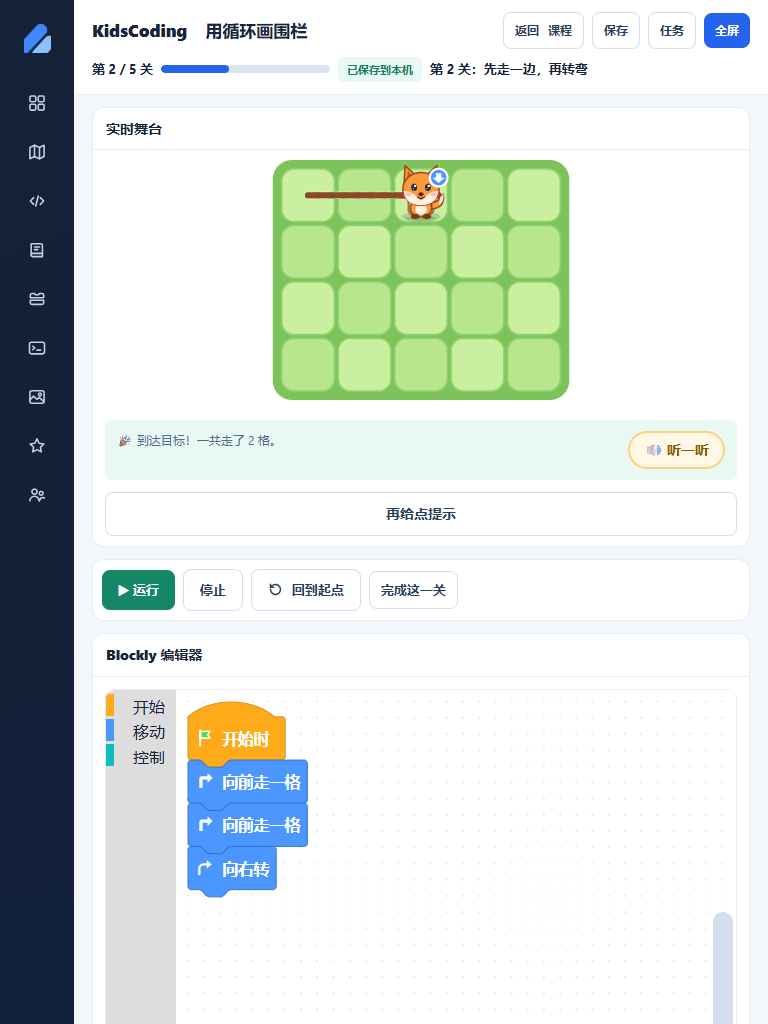 KidsCoding 用循环画围栏
返回 课程 保存 任务 全屏
第 2 / 5 关 已保存到本机 第 2 关：先走一边，再转弯
实时舞台
到达目标！一共走了 2 格。
听一听
再给点提示
运行 停止 回到起点 完成这一关
Blockly 编辑器
开始
移动
控制
开始时
向前走一格
向前走一格
向右转